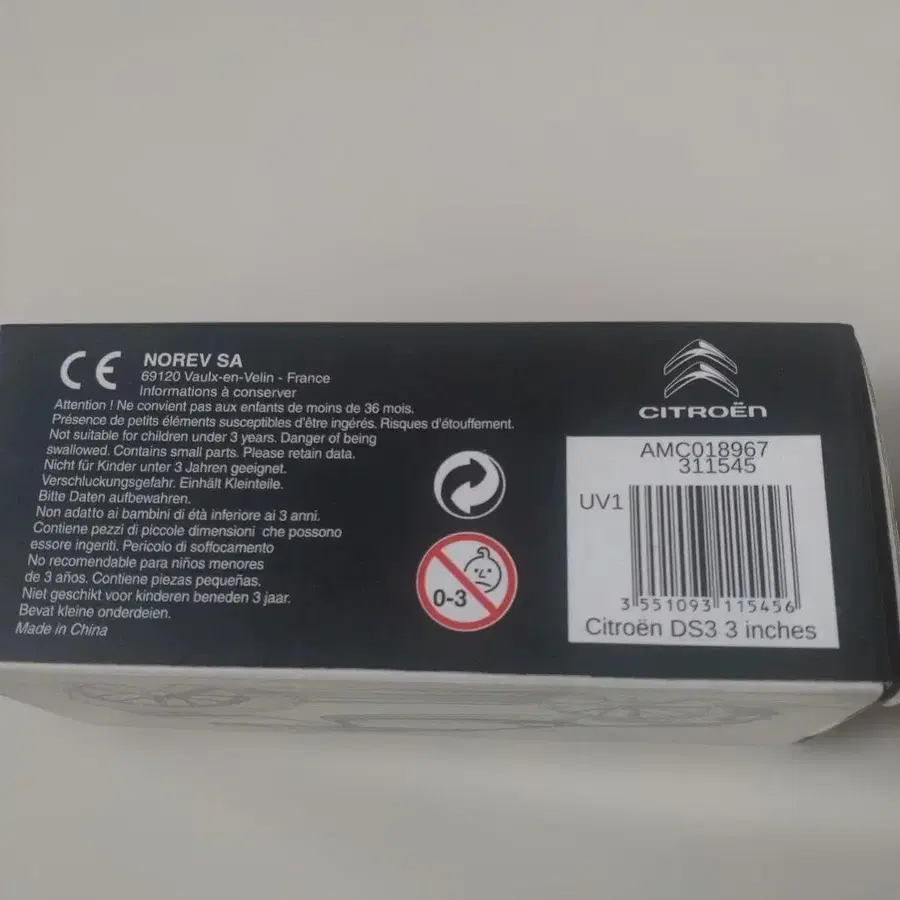 CE NOREV SA
69120 Vaulx-en-Velin - France
Informations à conserver
Attention ! Ne convient pas aux enfants de moins de 36 mois.
Présence de petits éléments susceptibles d'être ingérés. Risques d'étouffement.
Not suitable for children under 3 years. Danger of being
swallowed. Contains small parts. Please retain data.
Nicht für Kinder unter 3 Jahren geeignet.
Verschluckungsgefahr. Einhält Kleinteile.
Bitte Daten aufbewahren.
Non adatto ai bambini di étà inferiore ai 3 anni.
Contiene pezzi di piccole dimensioni che possono
essore ingeriti. Pericolo di soffocamento
No recomendable para niños menores
de 3 años. Contiene piezas pequeñas.
Niet geschikt voor kinderen beneden 3 jaar.
Bevat kleine onderdeien.
Made in China
0-3
CITROËN
AMC018967
311545
UV1
3 551093 115456
Citroën DS3 3 inches